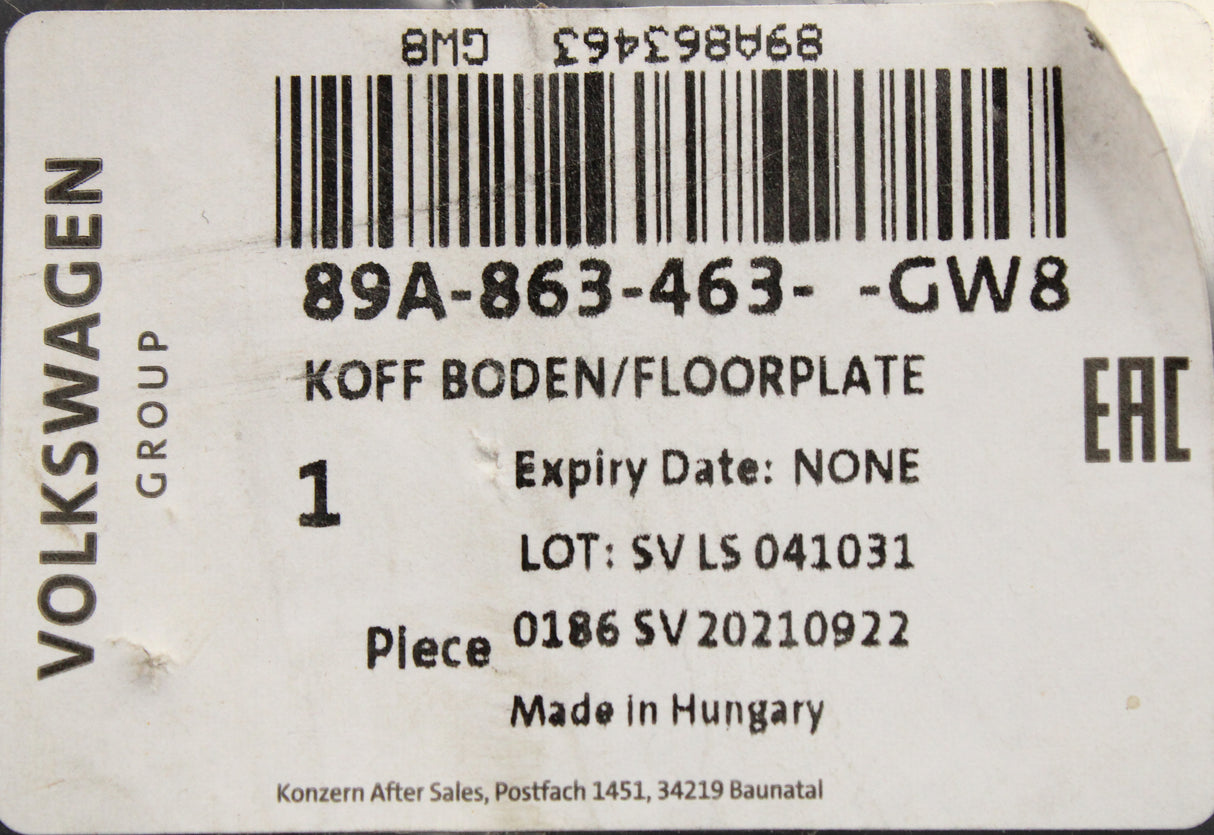 89A863463 GW8
VOLKSWAGEN
GROUP
89A-863-463- -GW8
KOFF BODEN/FLOORPLATE
EAC
1
Piece
Expiry Date: NONE
LOT: SV LS 041031
0186 SV 20210922
Made in Hungary
Konzern After Sales, Postfach 1451, 34219 Baunatal